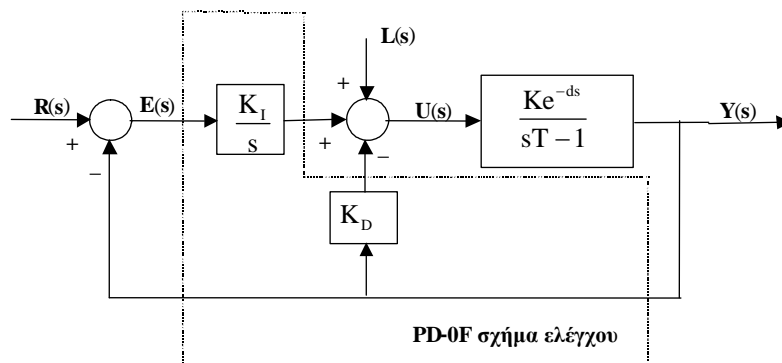 L(s)
+
R(s)
E(s)
K_I
s
U(s)
Ke^{−ds}
sT − 1
Y(s)
+
+
−
−
K_D
PD-0F σχήμα ελέγχου